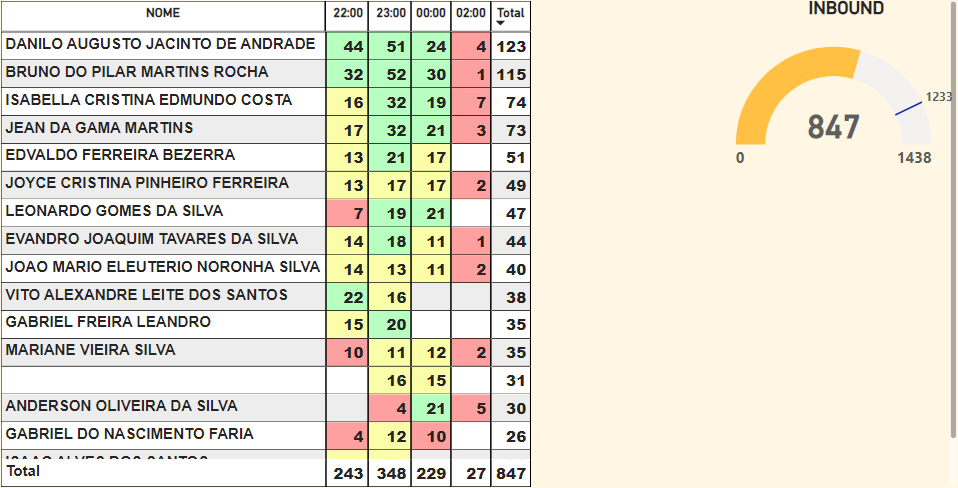 NOME 22:00 23:00 00:00 02:00 Total
DANILO AUGUSTO JACINTO DE ANDRADE 44 51 24 4 123
BRUNO DO PILAR MARTINS ROCHA 32 52 30 1 115
ISABELLA CRISTINA EDMUNDO COSTA 16 32 19 7 74
JEAN DA GAMA MARTINS 17 32 21 3 73
EDVALDO FERREIRA BEZERRA 13 21 17 51
JOYCE CRISTINA PINHEIRO FERREIRA 13 17 17 2 49
LEONARDO GOMES DA SILVA 7 19 21 47
EVANDRO JOAQUIM TAVARES DA SILVA 14 18 11 1 44
JOAO MARIO ELEUTERIO NORONHA SILVA 14 13 11 2 40
VITO ALEXANDRE LEITE DOS SANTOS 22 16 38
GABRIEL FREIRA LEANDRO 15 20 35
MARIANE VIEIRA SILVA 10 11 12 2 35
16 15 31
ANDERSON OLIVEIRA DA SILVA 4 21 5 30
GABRIEL DO NASCIMENTO FARIA 4 12 10 26
Total 243 348 229 27 847
INBOUND
1233
847
0 1438